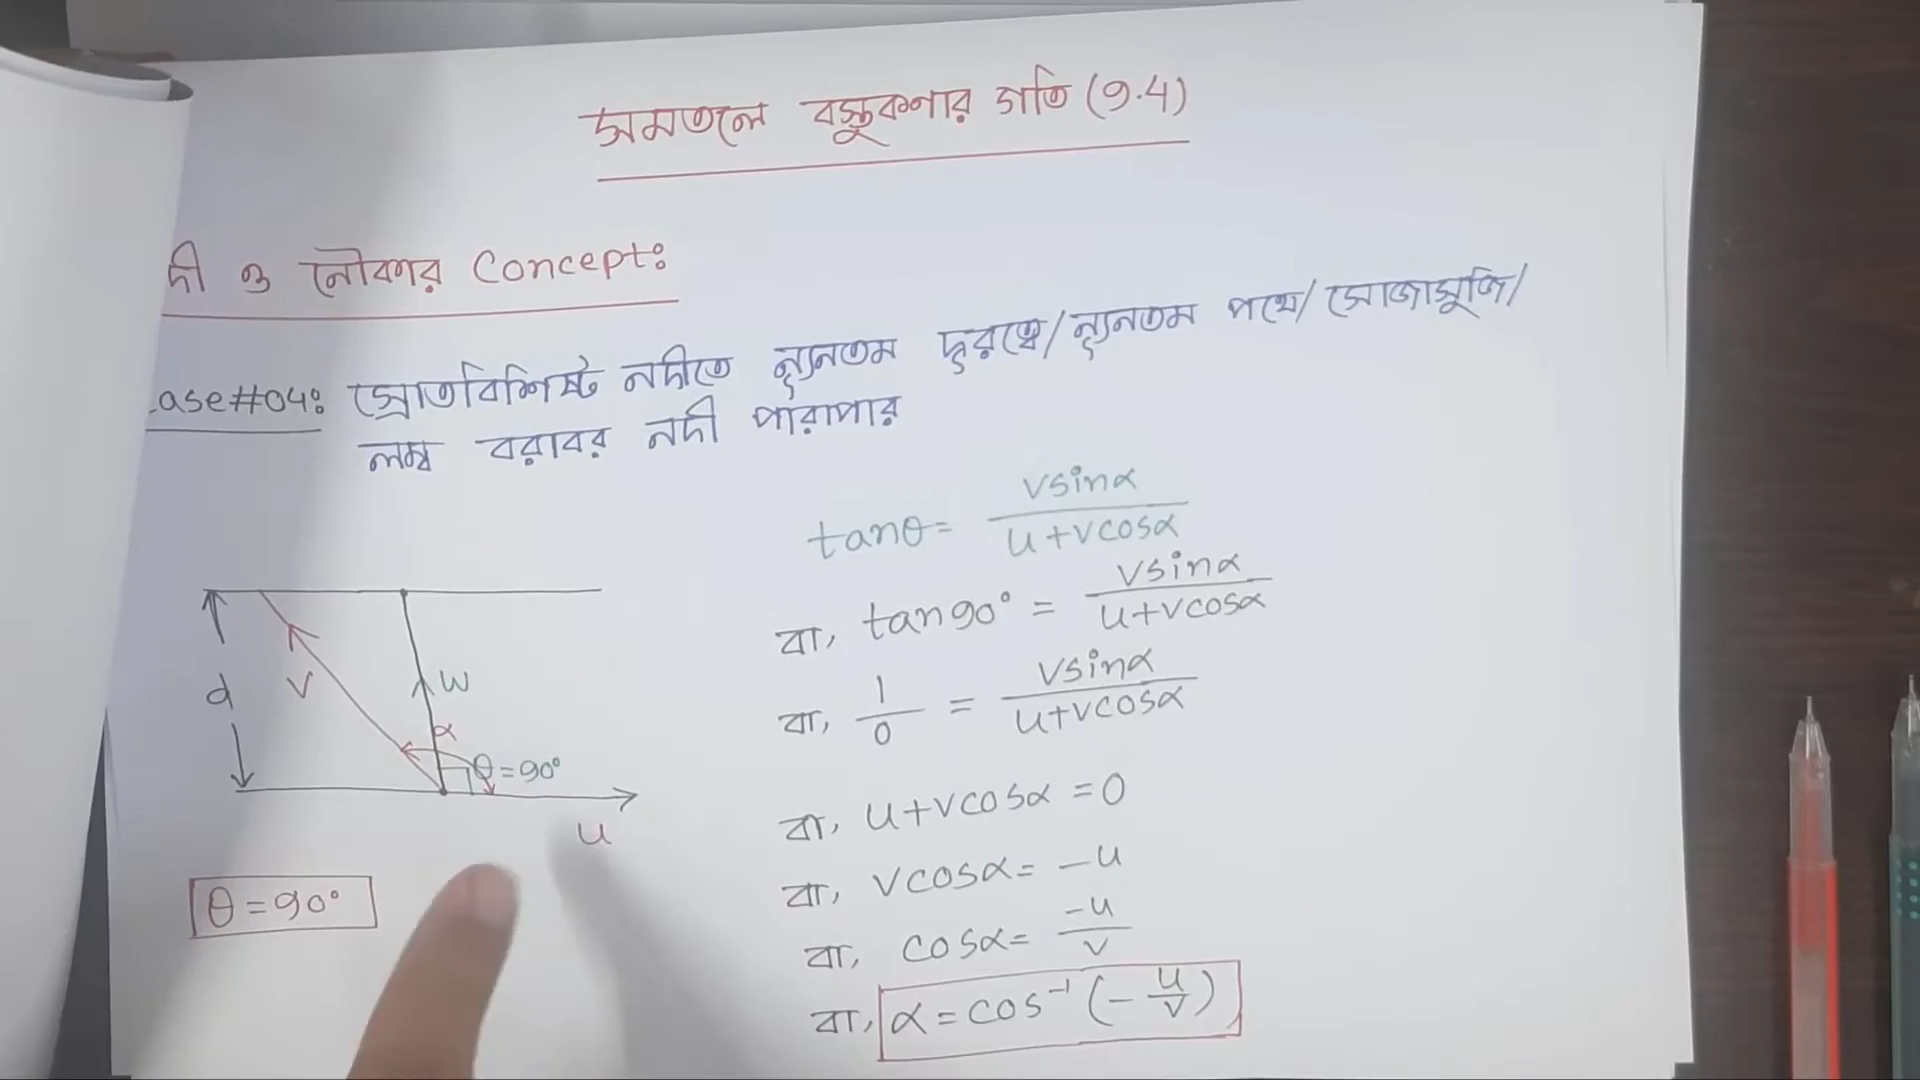 সমতলে বস্তুকণার গতি (9.4)
দী ও নৌকার Concept:
ase#04: স্রোতবিশিষ্ট নদীতে ন্যূনতম দূরত্বে/ন্যূনতম পথে/সোজাসুজি/
লম্ব বরাবর নদী পারাপার
tanθ = vsinα / u+vcosα
বা, tan90° = vsinα / u+vcosα
বা, 1/0 = vsinα / u+vcosα
বা, u+vcosα = 0
বা, vcosα = -u
বা, cosα = -u/v
বা, α = cos⁻¹(-u/v)
d
v
w
α
θ=90°
u
θ=90°